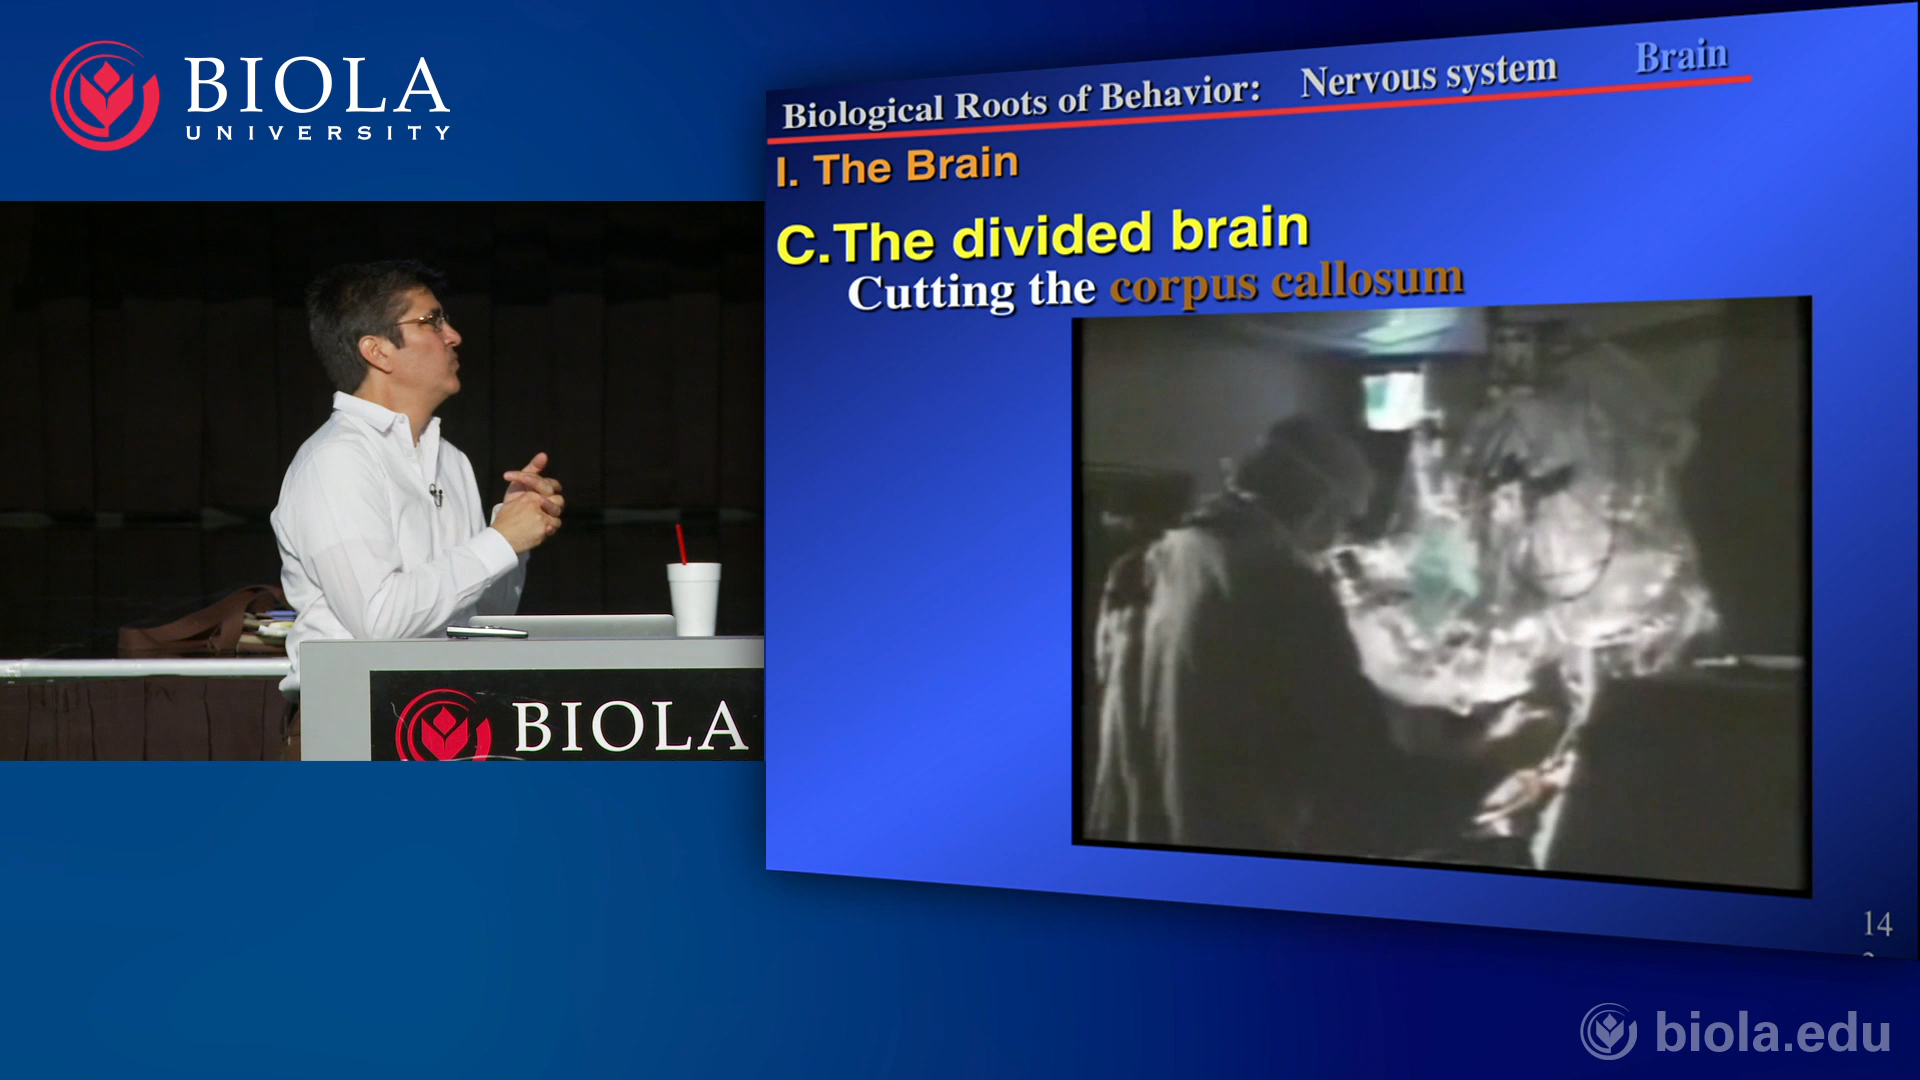 BIOLA
UNIVERSITY
Biological Roots of Behavior: Nervous system Brain
I. The Brain
C.The divided brain
Cutting the corpus callosum
BIOLA
14
biola.edu